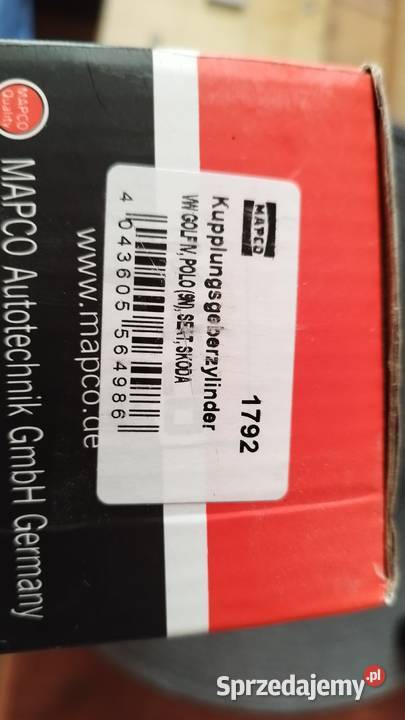 MAPCO
1792
Kupplungsgeberzylinder
VW GOLF IV, POLO (9N), SEAT, SKODA
4 043605 564986
www.mapco.de
MAPCO Autotechnik GmbH Germany
MAPCO
Quality
Sprzedajemy.pl